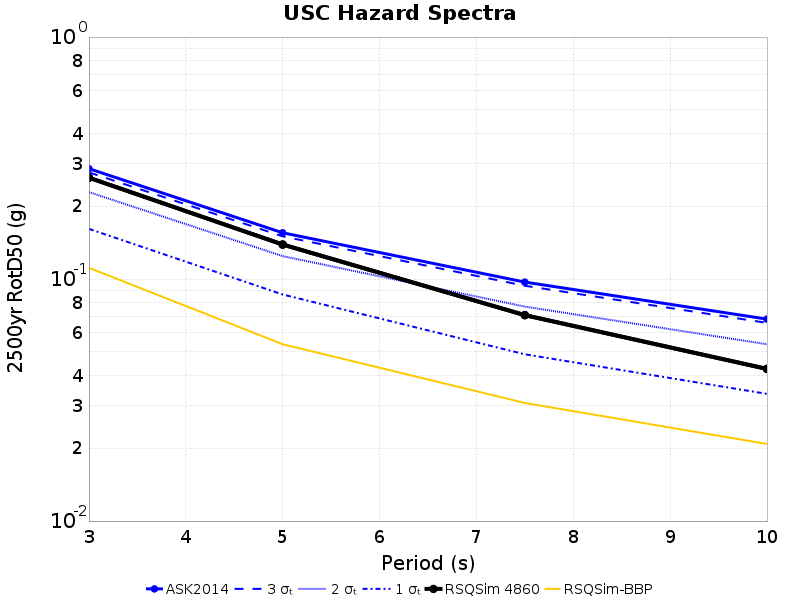 USC Hazard Spectra
2500yr RotD50 (g)
10^0
8
6
4
3
2
10^-1
8
6
4
3
2
10^-2
3 4 5 6 7 8 9 10
Period (s)
ASK2014 3 σₜ 2 σₜ 1 σₜ RSQSim 4860 RSQSim-BBP